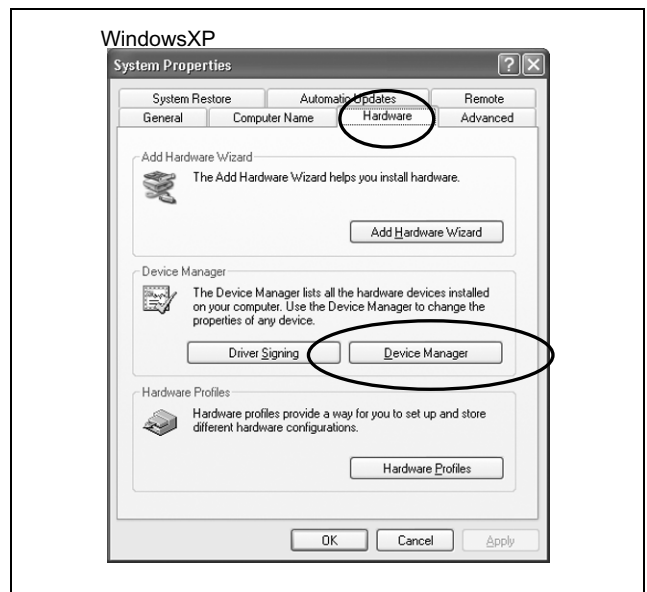 WindowsXP
System Properties
System Restore Automatic Updates Remote
General Computer Name Hardware Advanced
Add Hardware Wizard
The Add Hardware Wizard helps you install hardware.
Add Hardware Wizard
Device Manager
The Device Manager lists all the hardware devices installed
on your computer. Use the Device Manager to change the
properties of any device.
Driver Signing Device Manager
Hardware Profiles
Hardware profiles provide a way for you to set up and store
different hardware configurations.
Hardware Profiles
OK Cancel Apply